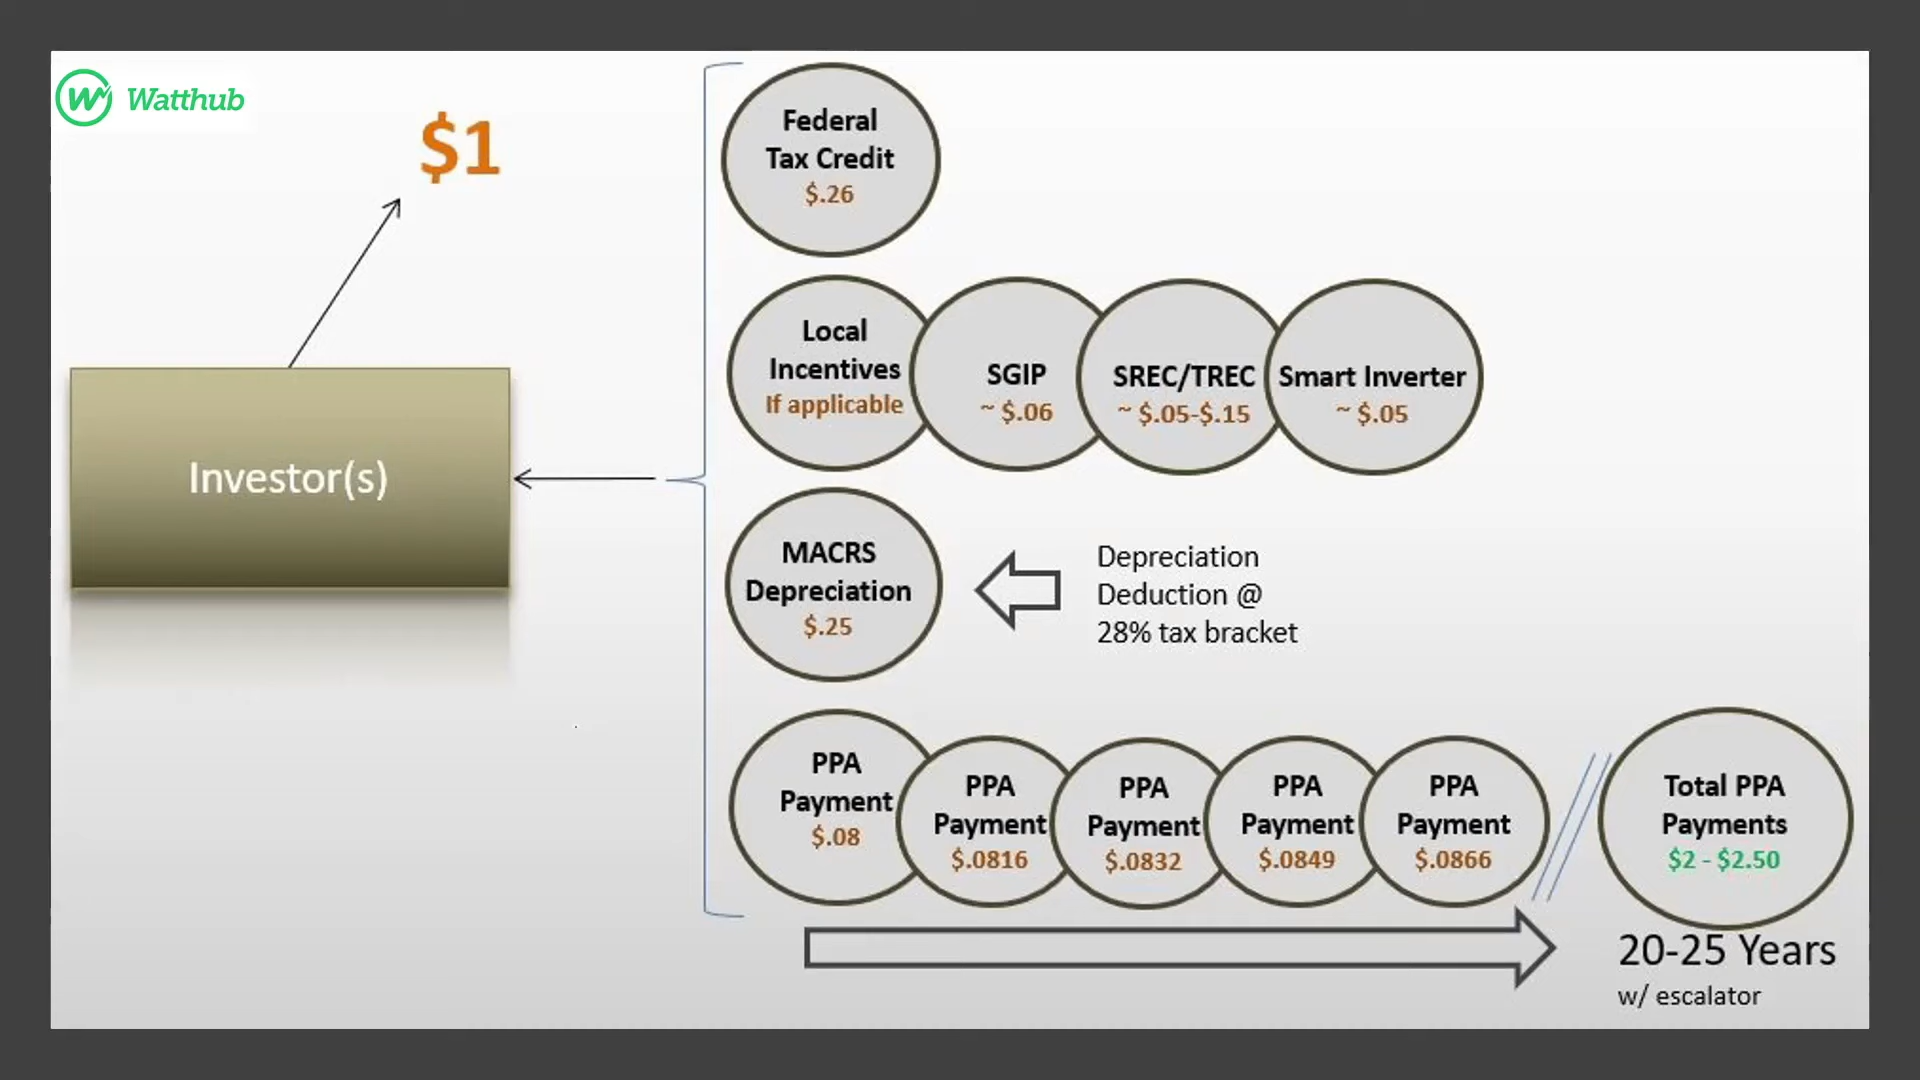 Watthub
$1
Investor(s)
Federal
Tax Credit
$.26
Local
Incentives
If applicable
SGIP
~ $.06
SREC/TREC
~ $.05-$.15
Smart Inverter
~ $.05
MACRS
Depreciation
$.25
Depreciation
Deduction @
28% tax bracket
PPA
Payment
$.08
PPA
Payment
$.0816
PPA
Payment
$.0832
PPA
Payment
$.0849
PPA
Payment
$.0866
Total PPA
Payments
$2 - $2.50
20-25 Years
w/ escalator